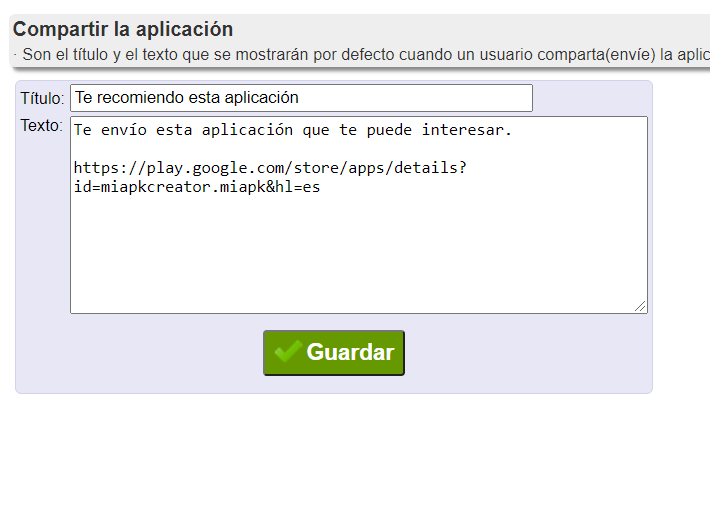 Compartir la aplicación
· Son el título y el texto que se mostrarán por defecto cuando un usuario comparta(envíe) la
Título: Te recomiendo esta aplicación
Texto: Te envío esta aplicación que te puede interesar.
https://play.google.com/store/apps/details?
id=miapkcreator.miapk&hl=es
Guardar